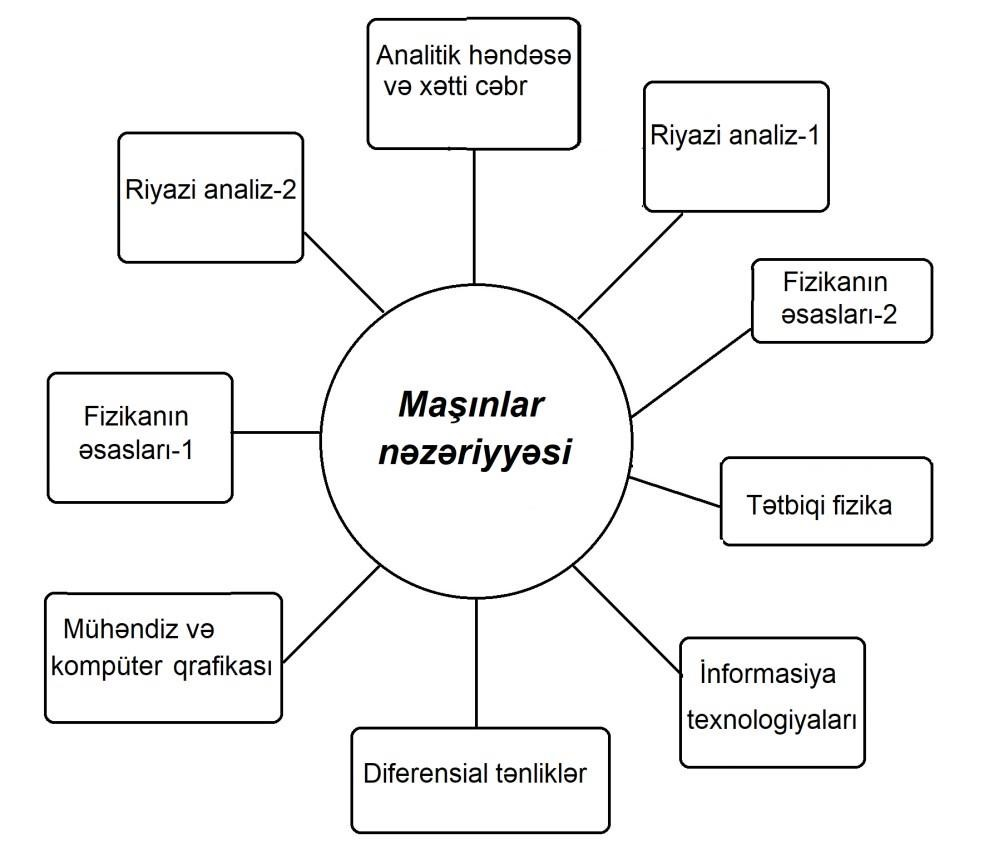 Analitik həndəsə
və xətti cəbr
Riyazi analiz-1
Riyazi analiz-2
Fizikanın
əsasları-2
Maşınlar
nəzəriyyəsi
Fizikanın
əsasları-1
Tətbiqi fizika
Mühəndiz və
kompüter qrafikası
İnformasiya
texnologiyaları
Diferensial tənliklər